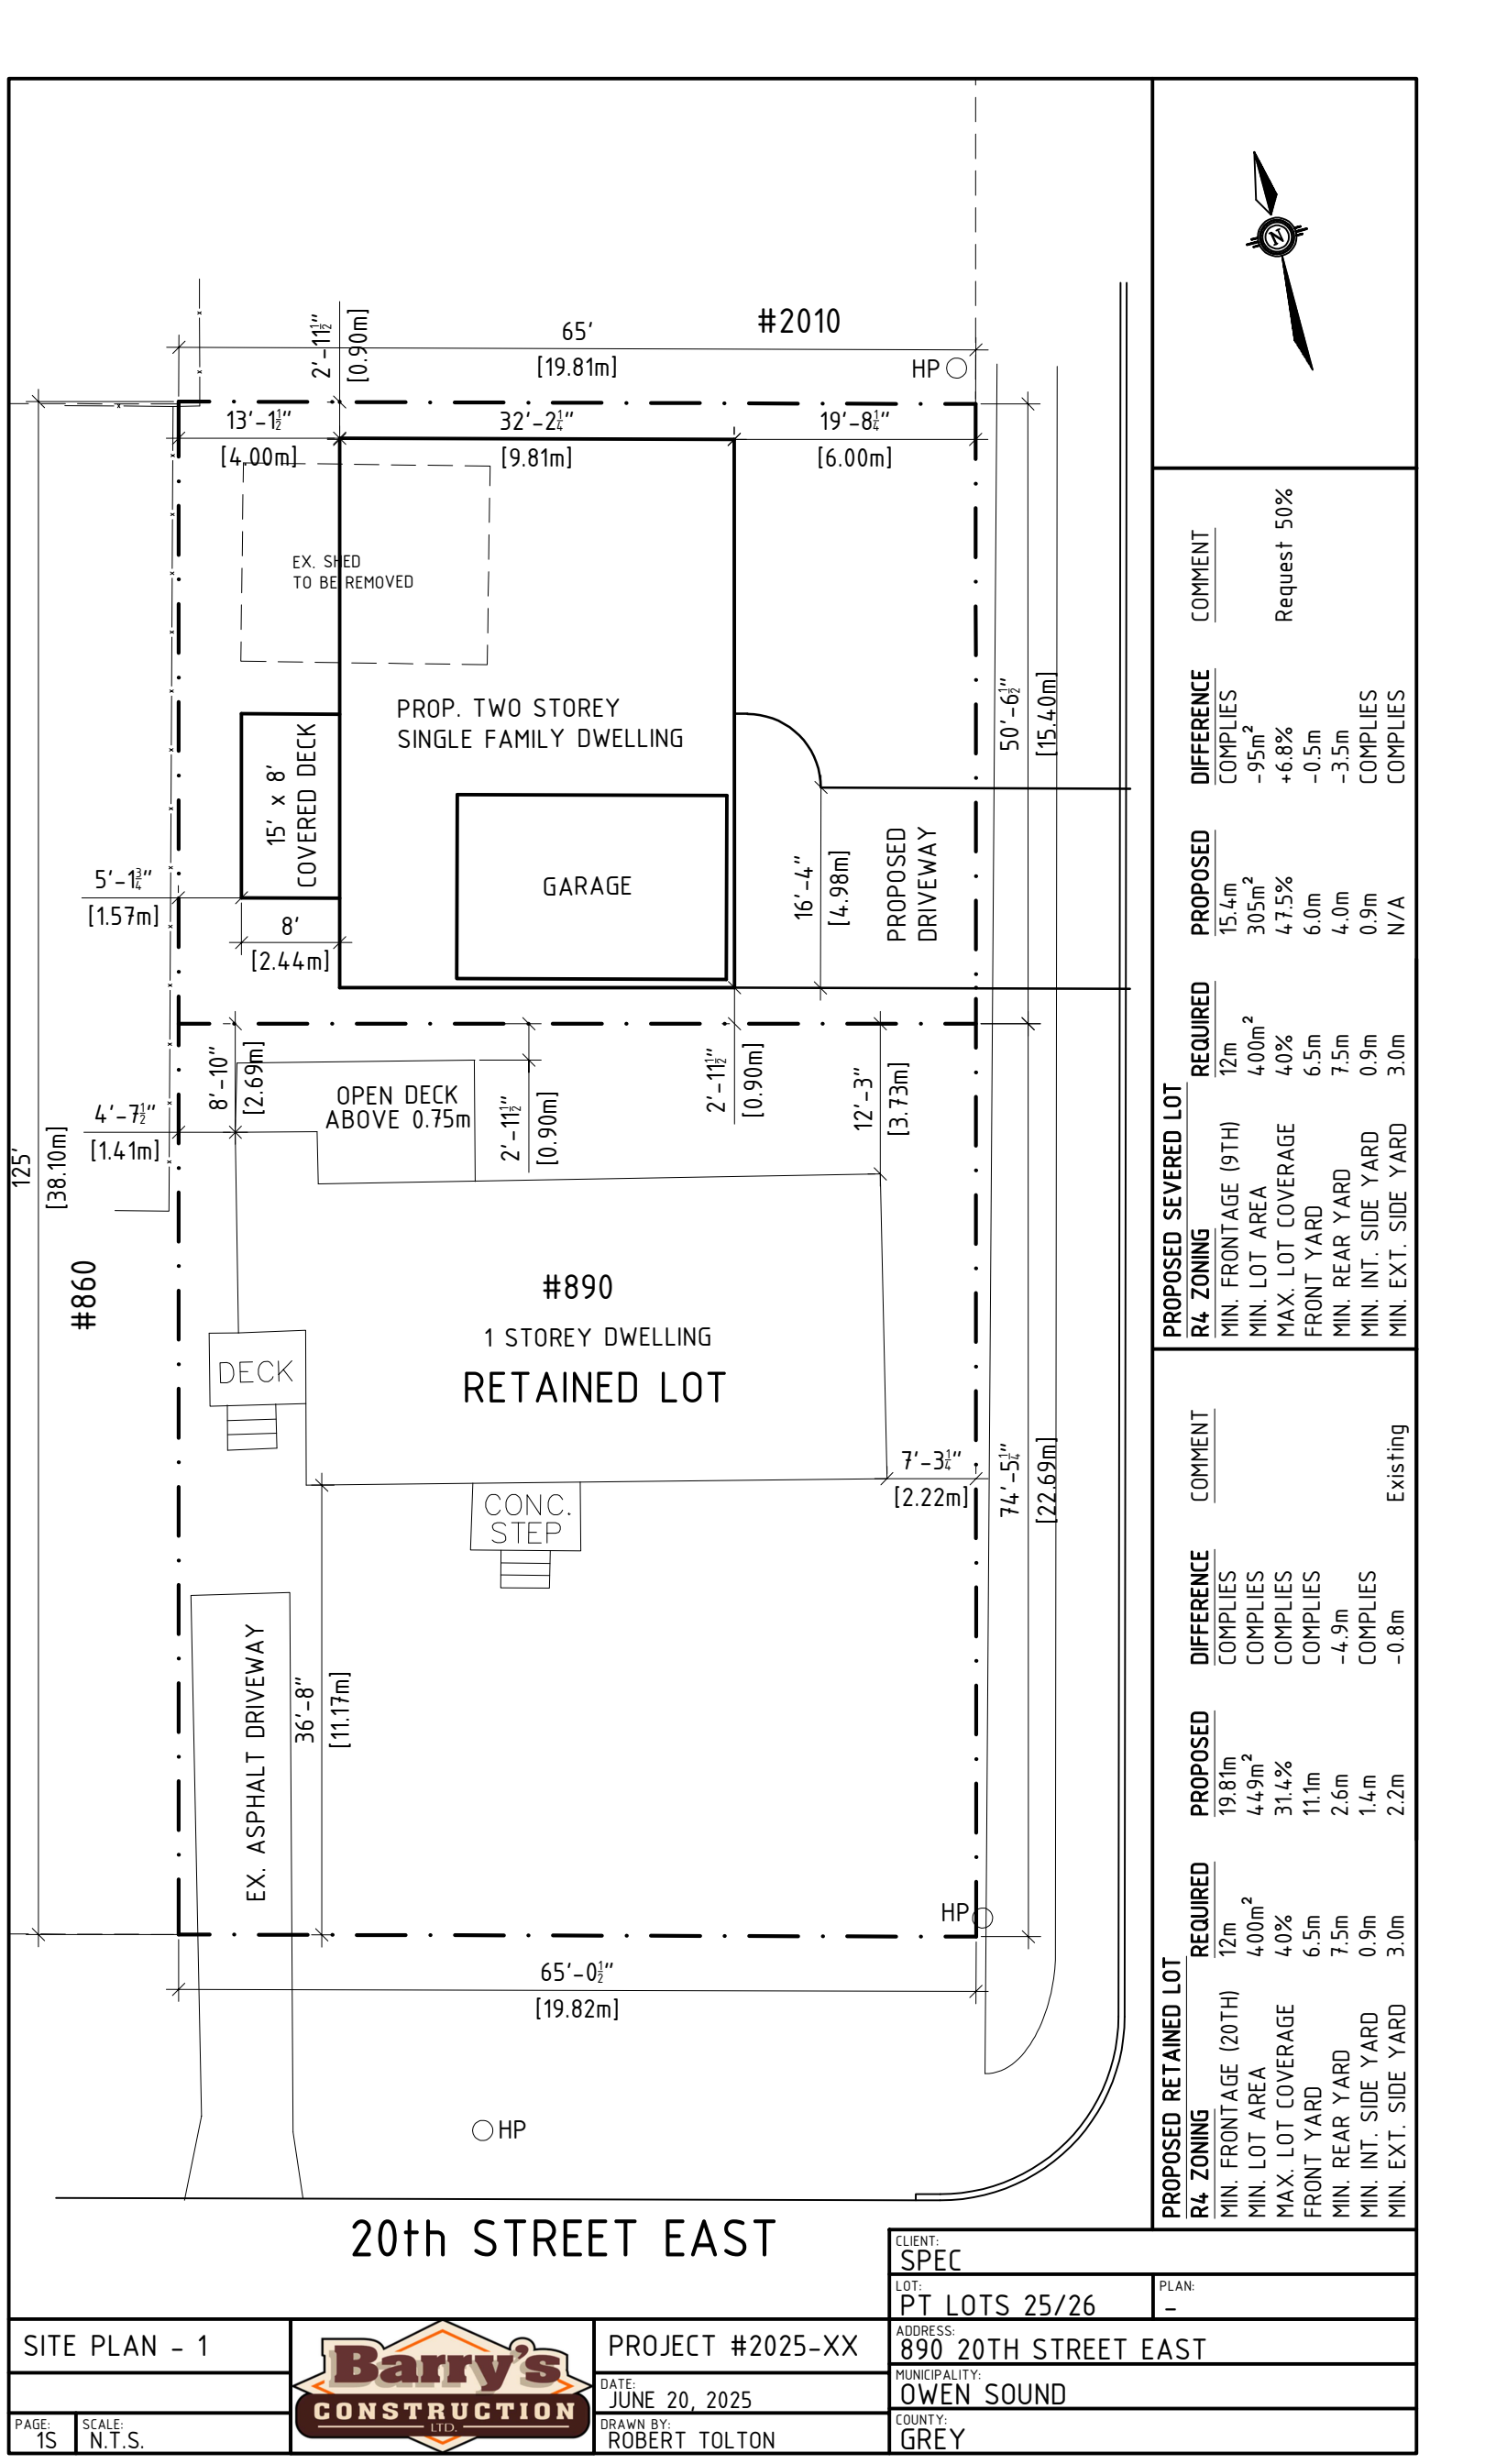 #2010
65'
[19.81m]
HP
2'-11½"
[0.90m]
13'-1½"
[4.00m]
32'-2¼"
[9.81m]
19'-8¼"
[6.00m]
EX. SHED
TO BE REMOVED
PROP. TWO STOREY
SINGLE FAMILY DWELLING
50'-6½"
[15.40m]
15' x 8'
COVERED DECK
GARAGE
16'-4"
[4.98m]
PROPOSED
DRIVEWAY
5'-1¾"
[1.57m]
8'
[2.44m]
8'-10"
[2.69m]
OPEN DECK
ABOVE 0.75m
2'-11½"
[0.90m]
2'-11½"
[0.90m]
12'-3"
[3.73m]
4'-7½"
[1.41m]
125'
[38.10m]
#860
#890
1 STOREY DWELLING
RETAINED LOT
DECK
CONC.
STEP
7'-3¼"
[2.22m]
74'-5¼"
[22.69m]
EX. ASPHALT DRIVEWAY
36'-8"
[11.17m]
HP
65'-0½"
[19.82m]
HP
20th STREET EAST
N
PROPOSED SEVERED LOT
R4 ZONING REQUIRED PROPOSED DIFFERENCE COMMENT
MIN. FRONTAGE (9TH) 12m 15.4m COMPLIES
MIN. LOT AREA 400m² 305m² -95m²
MAX. LOT COVERAGE 40% 47.5% +6.8% Request 50%
FRONT YARD 6.5m 6.0m -0.5m
MIN. REAR YARD 7.5m 4.0m -3.5m
MIN. INT. SIDE YARD 0.9m 0.9m COMPLIES
MIN. EXT. SIDE YARD 3.0m N/A COMPLIES
PROPOSED RETAINED LOT
R4 ZONING REQUIRED PROPOSED DIFFERENCE COMMENT
MIN. FRONTAGE (20TH) 12m 19.81m COMPLIES
MIN. LOT AREA 400m² 449m² COMPLIES
MAX. LOT COVERAGE 40% 31.4% COMPLIES
FRONT YARD 6.5m 11.1m COMPLIES
MIN. REAR YARD 7.5m 2.6m -4.9m
MIN. INT. SIDE YARD 0.9m 1.4m COMPLIES
MIN. EXT. SIDE YARD 3.0m 2.2m -0.8m Existing
CLIENT:
SPEC
LOT:
PT LOTS 25/26
PLAN:
-
ADDRESS:
890 20TH STREET EAST
MUNICIPALITY:
OWEN SOUND
COUNTY:
GREY
SITE PLAN - 1
PAGE:
1S
SCALE:
N.T.S.
Barry's
CONSTRUCTION
LTD.
PROJECT #2025-XX
DATE:
JUNE 20, 2025
DRAWN BY:
ROBERT TOLTON